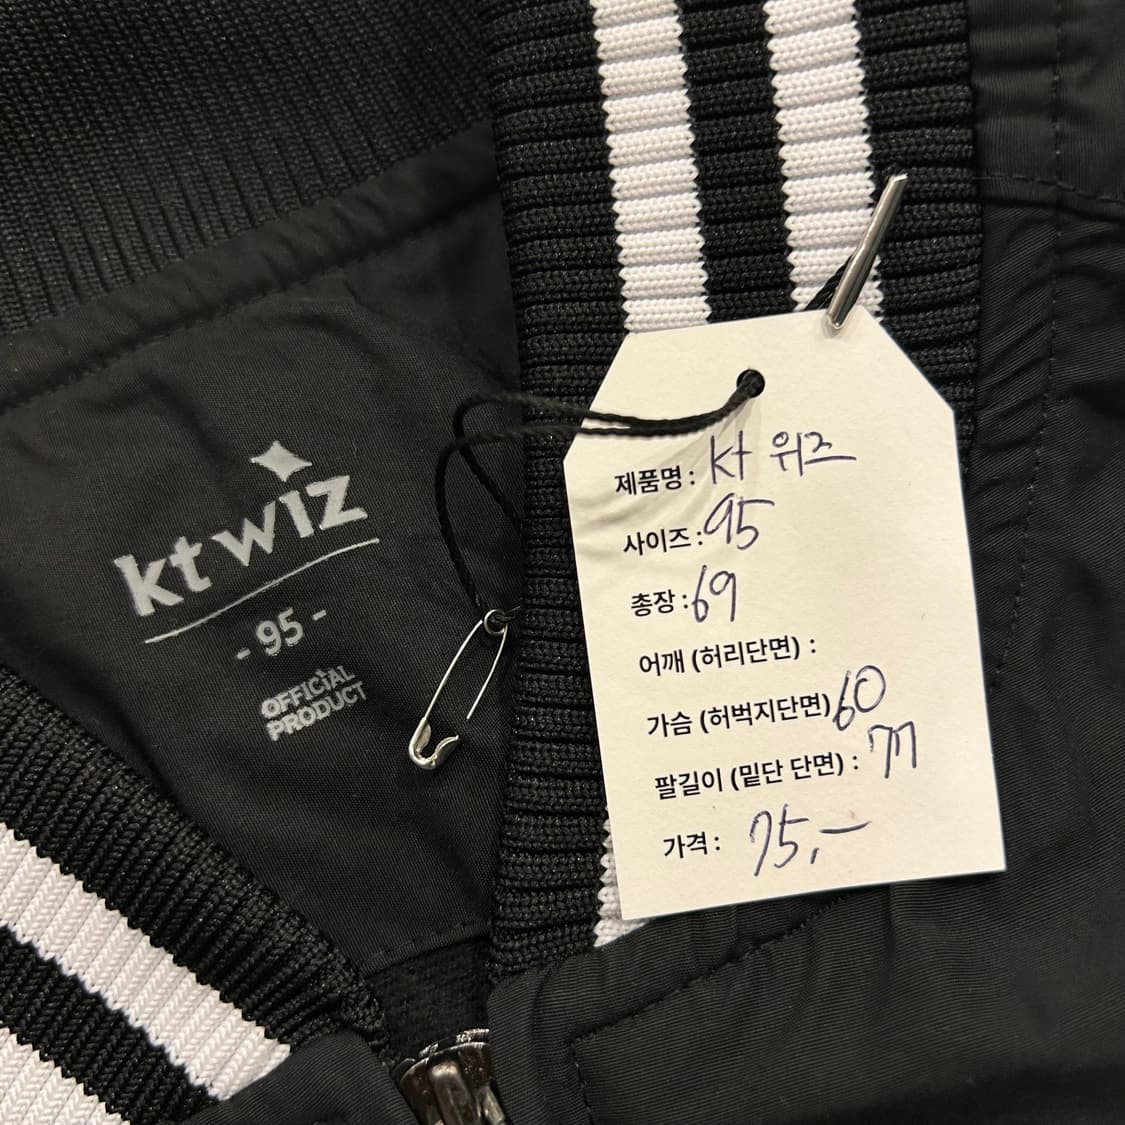 kt wiz
- 95 -
OFFICIAL
PRODUCT
제품명 : kt 위즈
사이즈 : 95
총장 : 69
어깨 (허리단면) :
가슴 (허벅지단면) 60
팔길이 (밑단 단면) : 77
가격 : 75,-